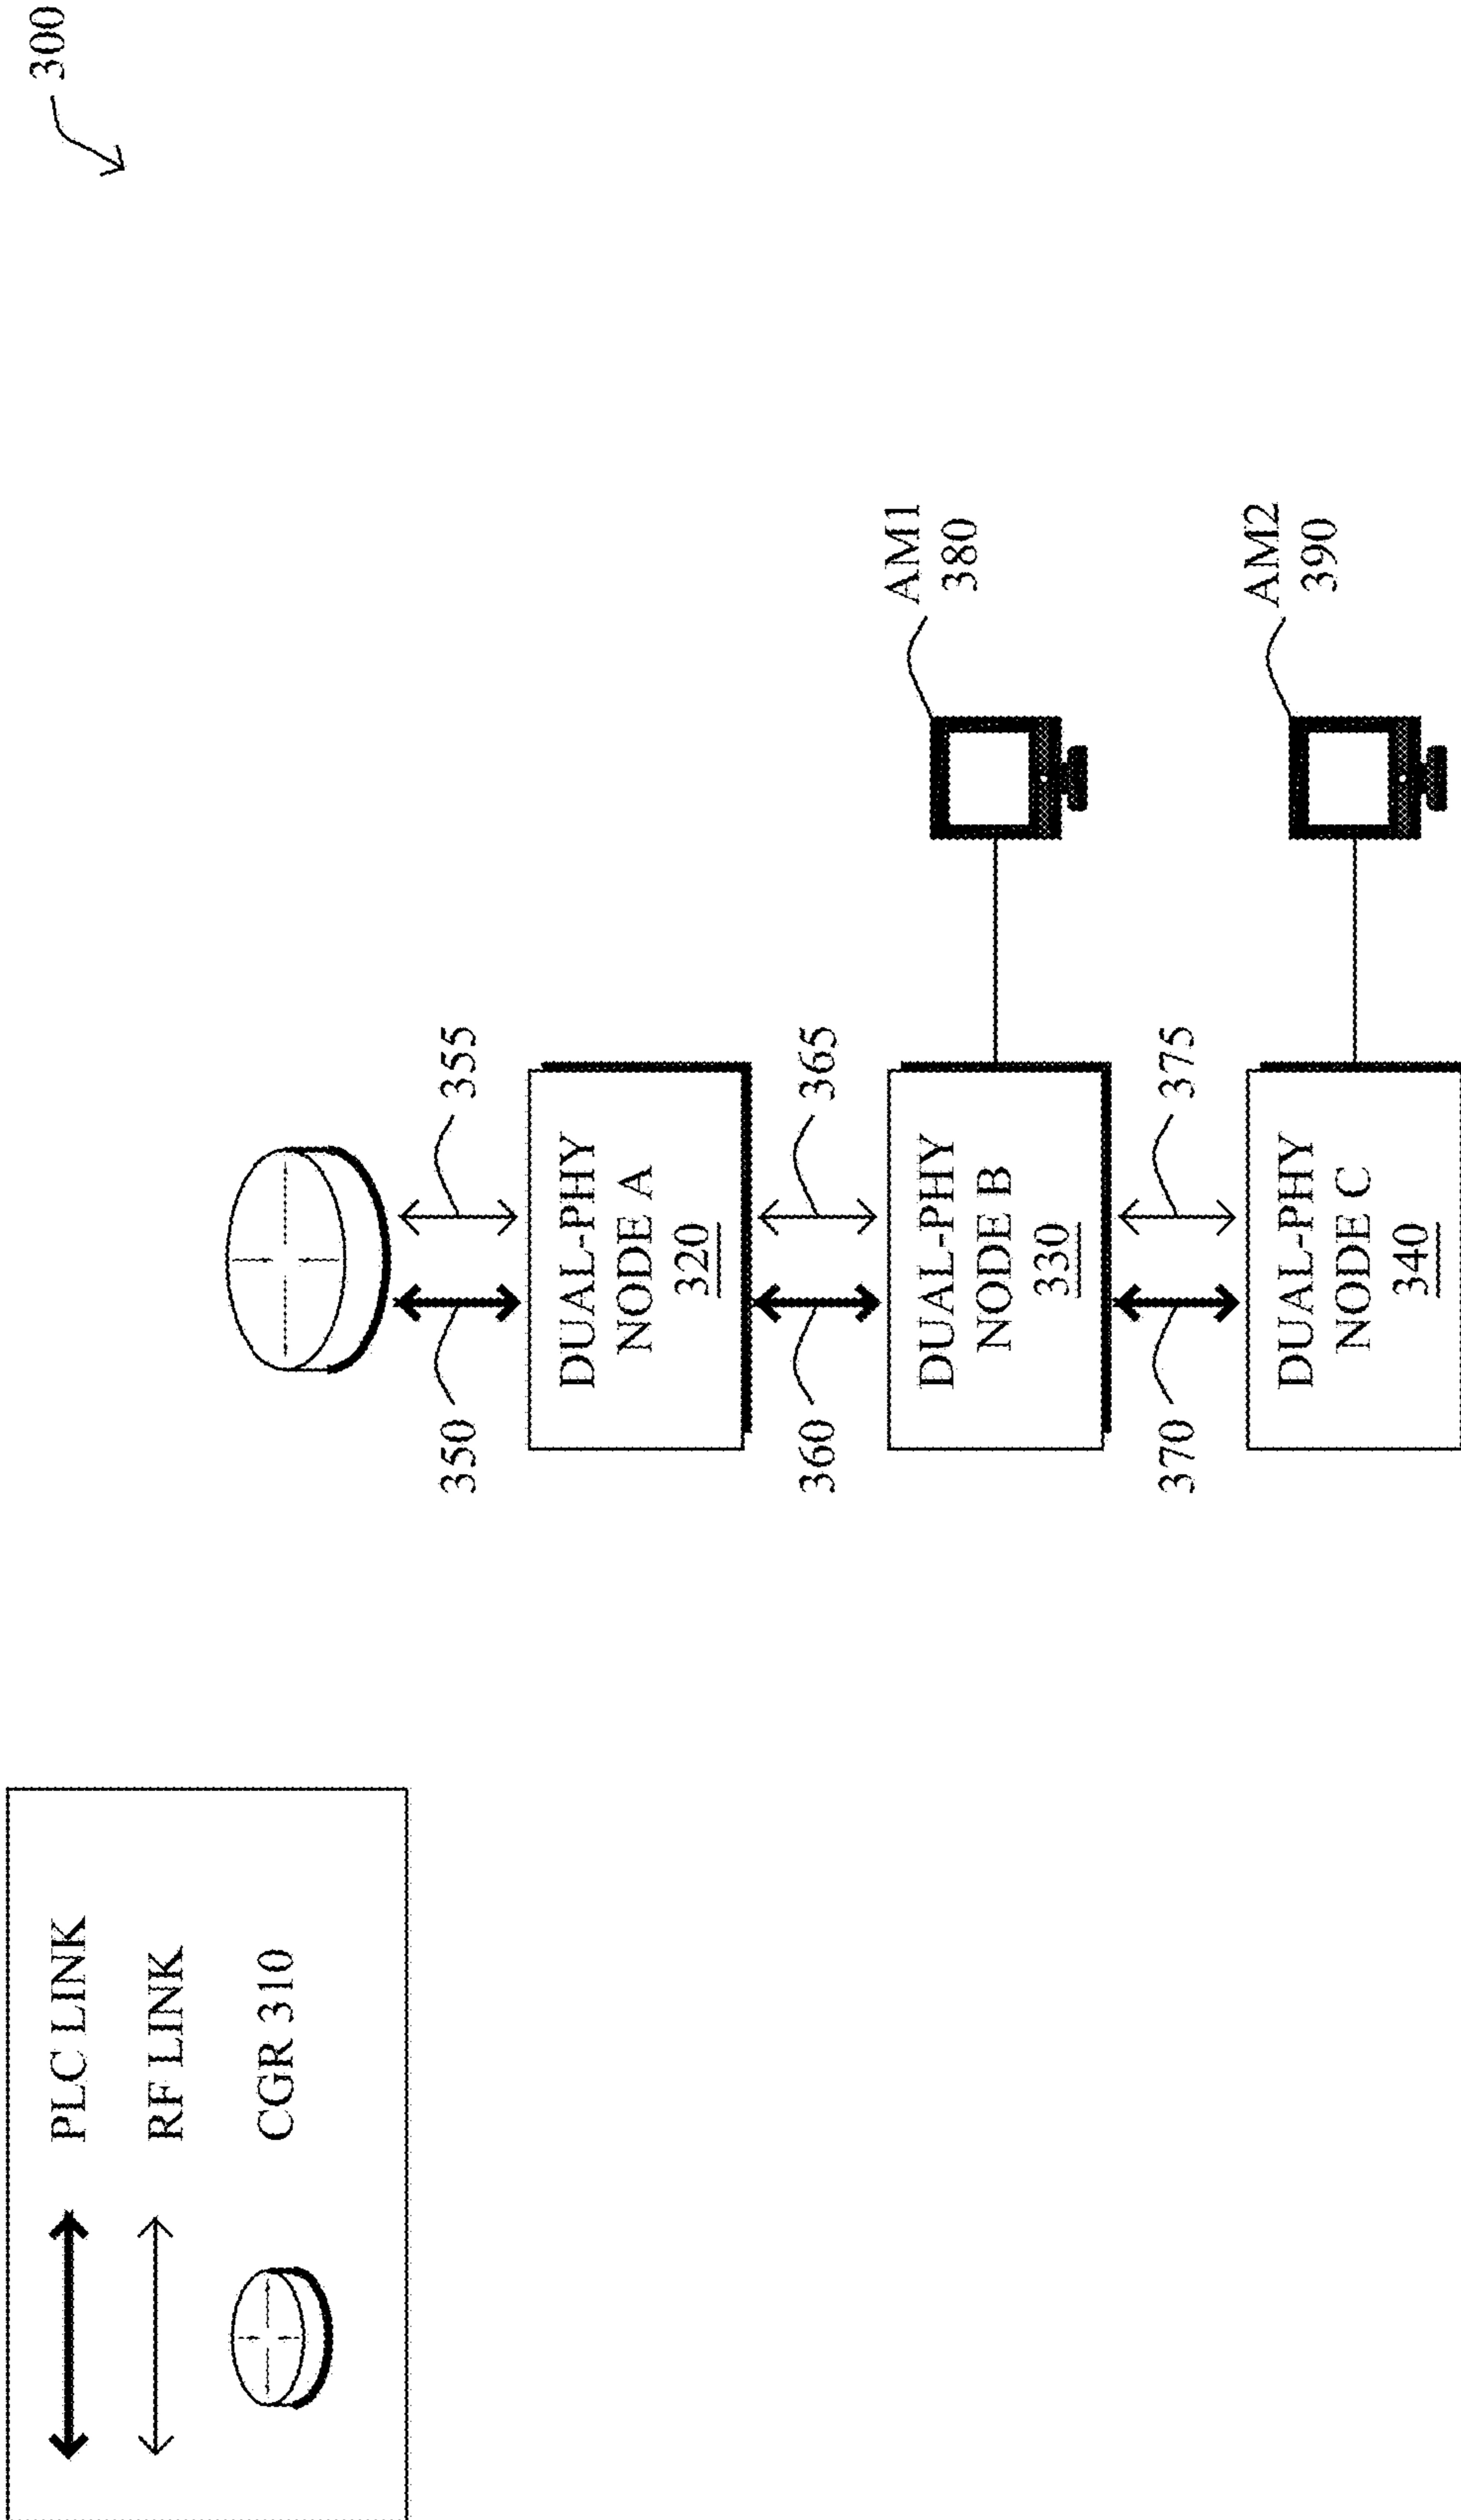 300
PLC LINK
RF LINK
CGR 310
350
355
DUAL-PHY
NODE A
320
360
365
DUAL-PHY
NODE B
330
AM1
380
370
375
DUAL-PHY
NODE C
340
AM2
390